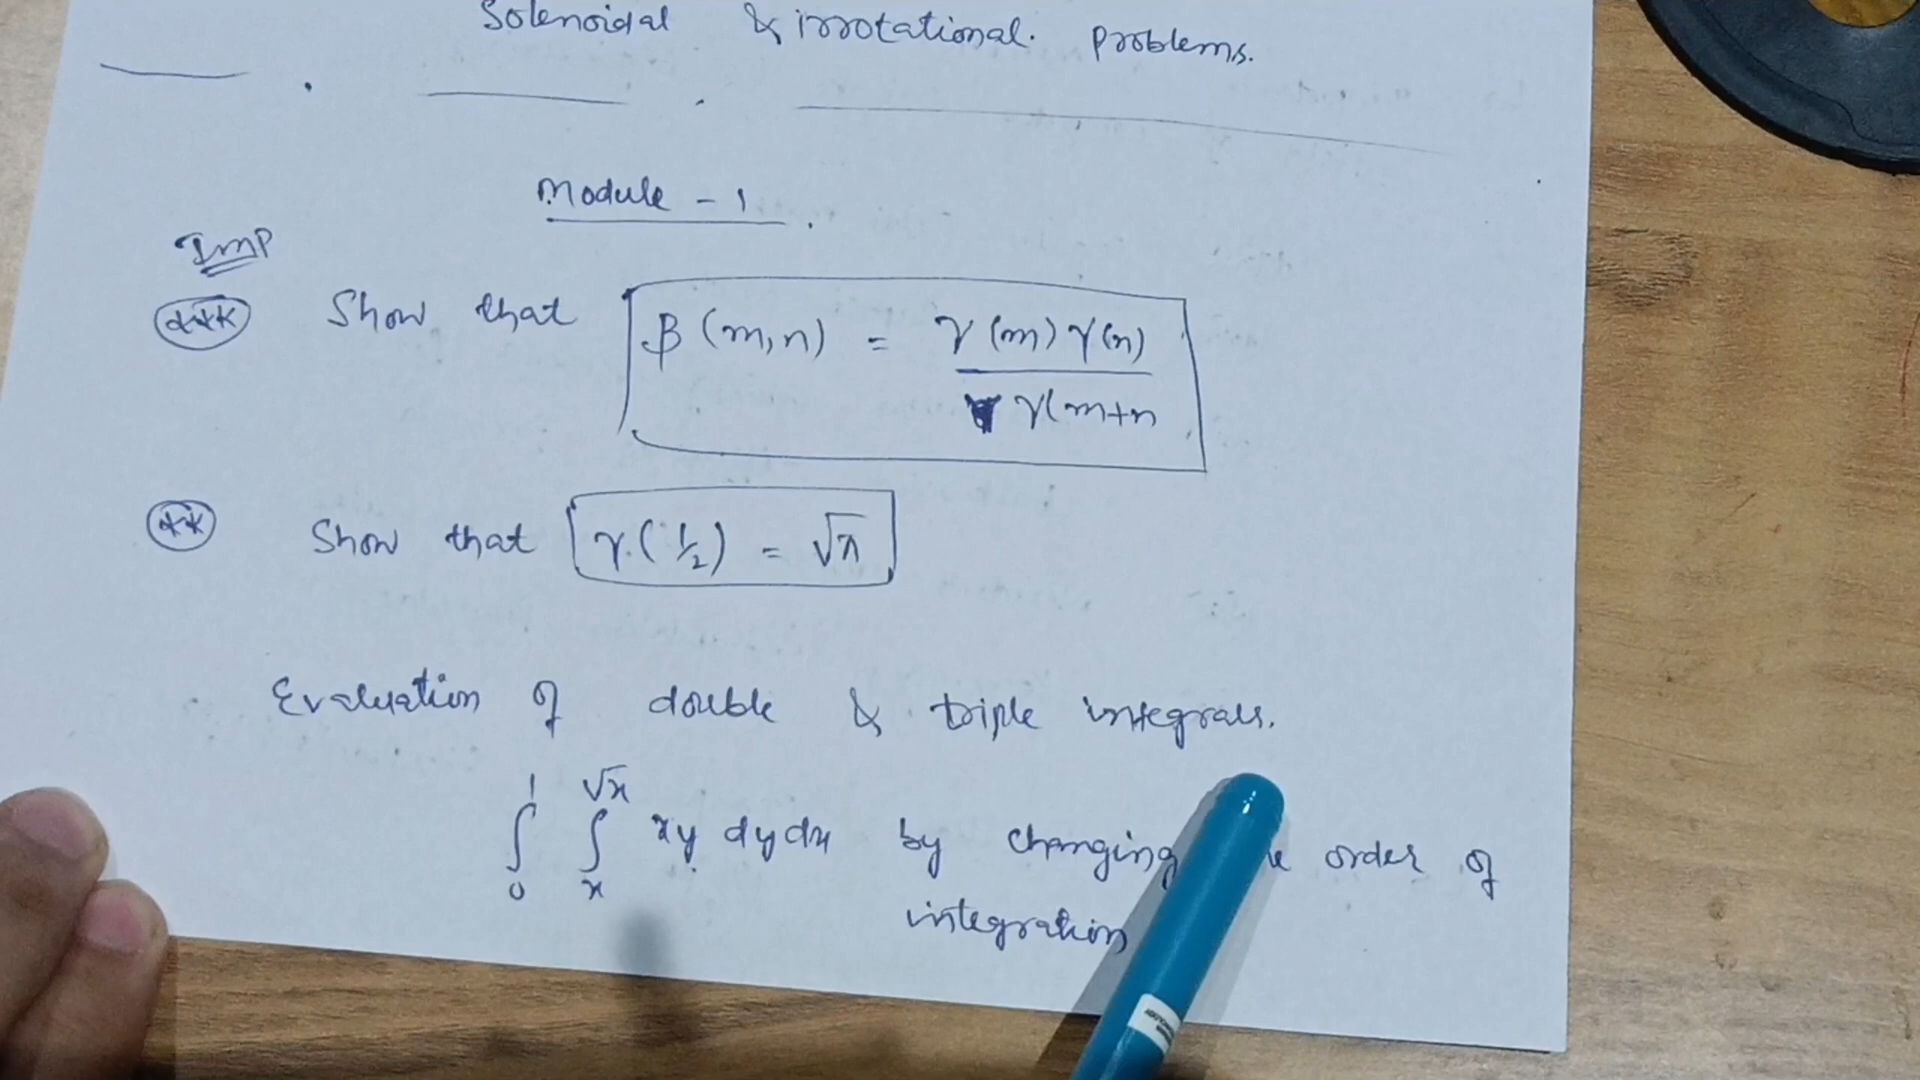 Solenoidal & irrotational. problems.
Module - 1
Imp
*** Show that β(m,n) = γ(m) γ(n)
γ(m+n
** Show that γ(1/2) = √π
Evaluation of double & triple integrals.
∫₀¹ ∫ₓ^√x xy dy dx by changing order of
integration